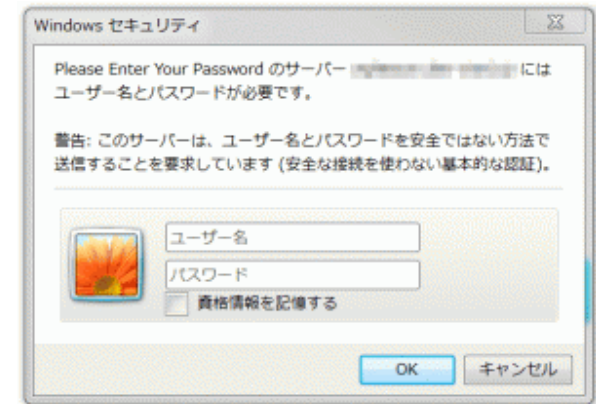 Windows セキュリティ
Please Enter Your Password のサーバー には
ユーザー名とパスワードが必要です。
警告: このサーバーは、ユーザー名とパスワードを安全ではない方法で
送信することを要求しています (安全な接続を使わない基本的な認証)。
ユーザー名
パスワード
資格情報を記憶する
OK キャンセル